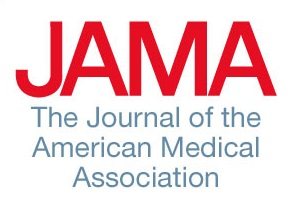 JAMA
The Journal of the
American Medical
Association